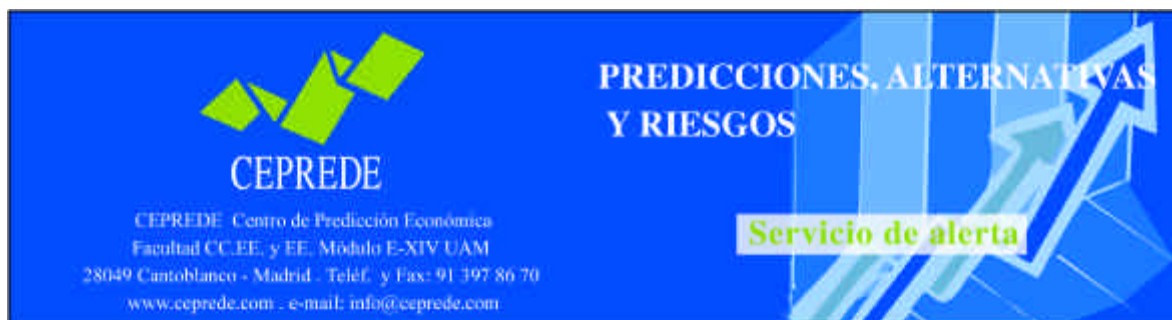 CEPREDE
CEPREDE Centro de Predicción Económica
Facultad CC.EE. y EE. Módulo E-XIV UAM
28049 Cantoblanco - Madrid . Teléf. y Fax: 91 397 86 70
www.ceprede.com . e-mail: info@ceprede.com
PREDICCIONES, ALTERNATIVAS
Y RIESGOS
Servicio de alerta